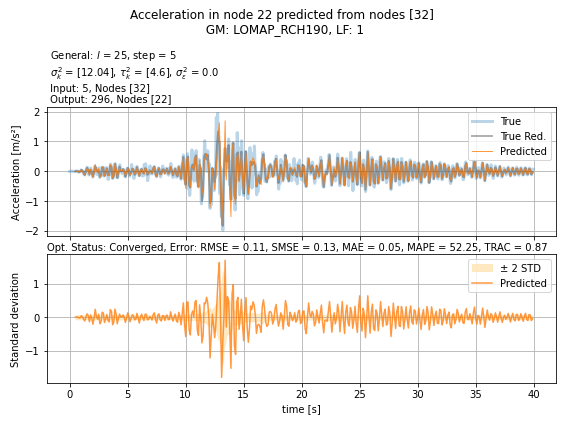 Acceleration in node 22 predicted from nodes [32]
GM: LOMAP_RCH190, LF: 1
General: l = 25, step = 5
σ²ₖ = [12.04], τ²ₖ = [4.6], σ²ε = 0.0
Input: 5, Nodes [32]
Output: 296, Nodes [22]
Acceleration [m/s²]
2
1
0
−1
−2
True
True Red.
Predicted
Opt. Status: Converged, Error: RMSE = 0.11, SMSE = 0.13, MAE = 0.05, MAPE = 52.25, TRAC = 0.87
Standard deviation
1
0
−1
± 2 STD
Predicted
0 5 10 15 20 25 30 35 40
time [s]